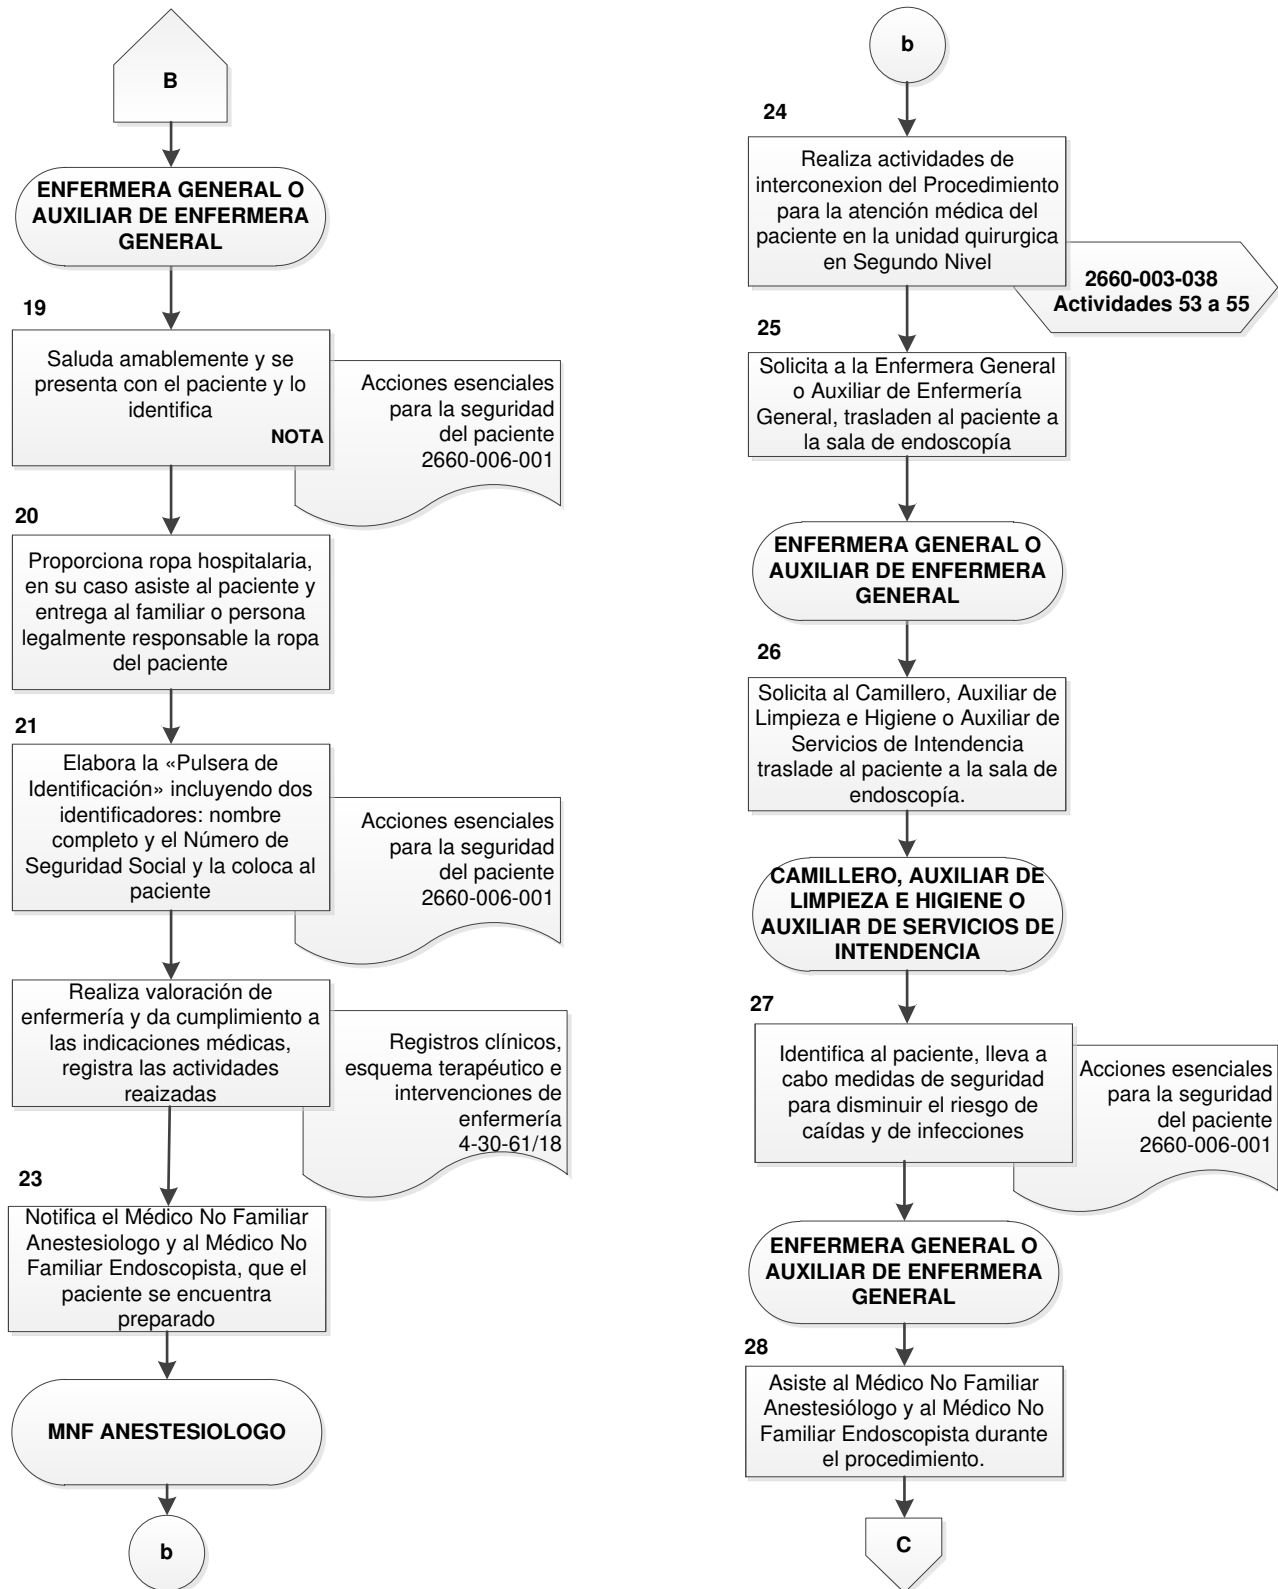 B
ENFERMERA GENERAL O
AUXILIAR DE ENFERMERA
GENERAL
19
Saluda amablemente y se
presenta con el paciente y lo
identifica
NOTA
Acciones esenciales
para la seguridad
del paciente
2660-006-001
20
Proporciona ropa hospitalaria,
en su caso asiste al paciente y
entrega al familiar o persona
legalmente responsable la ropa
del paciente
21
Elabora la «Pulsera de
Identificación» incluyendo dos
identificadores: nombre
completo y el Número de
Seguridad Social y la coloca al
paciente
Acciones esenciales
para la seguridad
del paciente
2660-006-001
Realiza valoración de
enfermería y da cumplimiento a
las indicaciones médicas,
registra las actividades
reaizadas
Registros clínicos,
esquema terapéutico e
intervenciones de
enfermería
4-30-61/18
23
Notifica el Médico No Familiar
Anestesiologo y al Médico No
Familiar Endoscopista, que el
paciente se encuentra
preparado
MNF ANESTESIOLOGO
b
b
24
Realiza actividades de
interconexion del Procedimiento
para la atención médica del
paciente en la unidad quirurgica
en Segundo Nivel
2660-003-038
Actividades 53 a 55
25
Solicita a la Enfermera General
o Auxiliar de Enfermería
General, trasladen al paciente a
la sala de endoscopía
ENFERMERA GENERAL O
AUXILIAR DE ENFERMERA
GENERAL
26
Solicita al Camillero, Auxiliar de
Limpieza e Higiene o Auxiliar de
Servicios de Intendencia
traslade al paciente a la sala de
endoscopía.
CAMILLERO, AUXILIAR DE
LIMPIEZA E HIGIENE O
AUXILIAR DE SERVICIOS DE
INTENDENCIA
27
Identifica al paciente, lleva a
cabo medidas de seguridad
para disminuir el riesgo de
caídas y de infecciones
Acciones esenciales
para la seguridad
del paciente
2660-006-001
ENFERMERA GENERAL O
AUXILIAR DE ENFERMERA
GENERAL
28
Asiste al Médico No Familiar
Anestesiólogo y al Médico No
Familiar Endoscopista durante
el procedimiento.
C